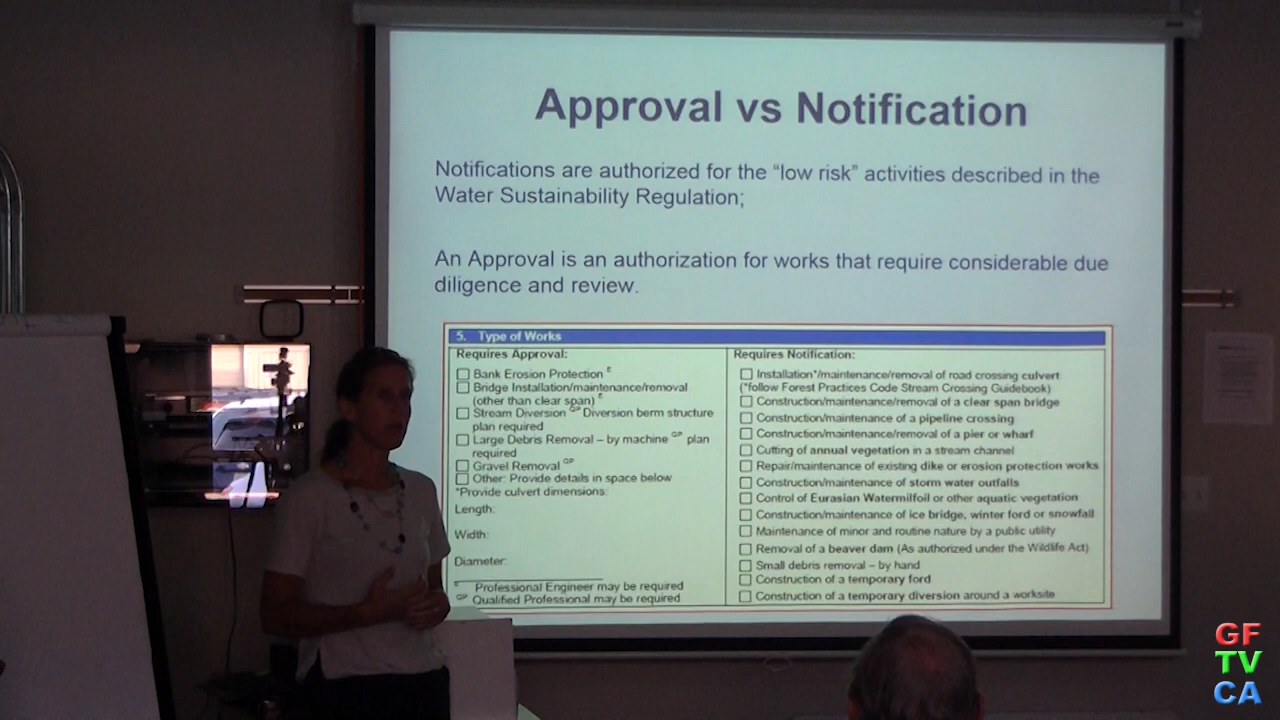 Approval vs Notification
Notifications are authorized for the “low risk” activities described in the
Water Sustainability Regulation;
An Approval is an authorization for works that require considerable due
diligence and review.
5. Type of Works
Requires Approval:
Bank Erosion Protection E
Bridge Installation/maintenance/removal
(other than clear span) E
Stream Diversion QP Diversion berm structure
plan required
Large Debris Removal – by machine QP plan
required
Gravel Removal QP
Other: Provide details in space below
*Provide culvert dimensions:
Length:
Width:
Diameter:
E Professional Engineer may be required
QP Qualified Professional may be required
Requires Notification:
Installation*/maintenance/removal of road crossing culvert
(*follow Forest Practices Code Stream Crossing Guidebook)
Construction/maintenance/removal of a clear span bridge
Construction/maintenance of a pipeline crossing
Construction/maintenance/removal of a pier or wharf
Cutting of annual vegetation in a stream channel
Repair/maintenance of existing dike or erosion protection works
Construction/maintenance of storm water outfalls
Control of Eurasian Watermilfoil or other aquatic vegetation
Construction/maintenance of ice bridge, winter ford or snowfall
Maintenance of minor and routine nature by a public utility
Removal of a beaver dam (As authorized under the Wildlife Act)
Small debris removal – by hand
Construction of a temporary ford
Construction of a temporary diversion around a worksite
GF
TV
CA